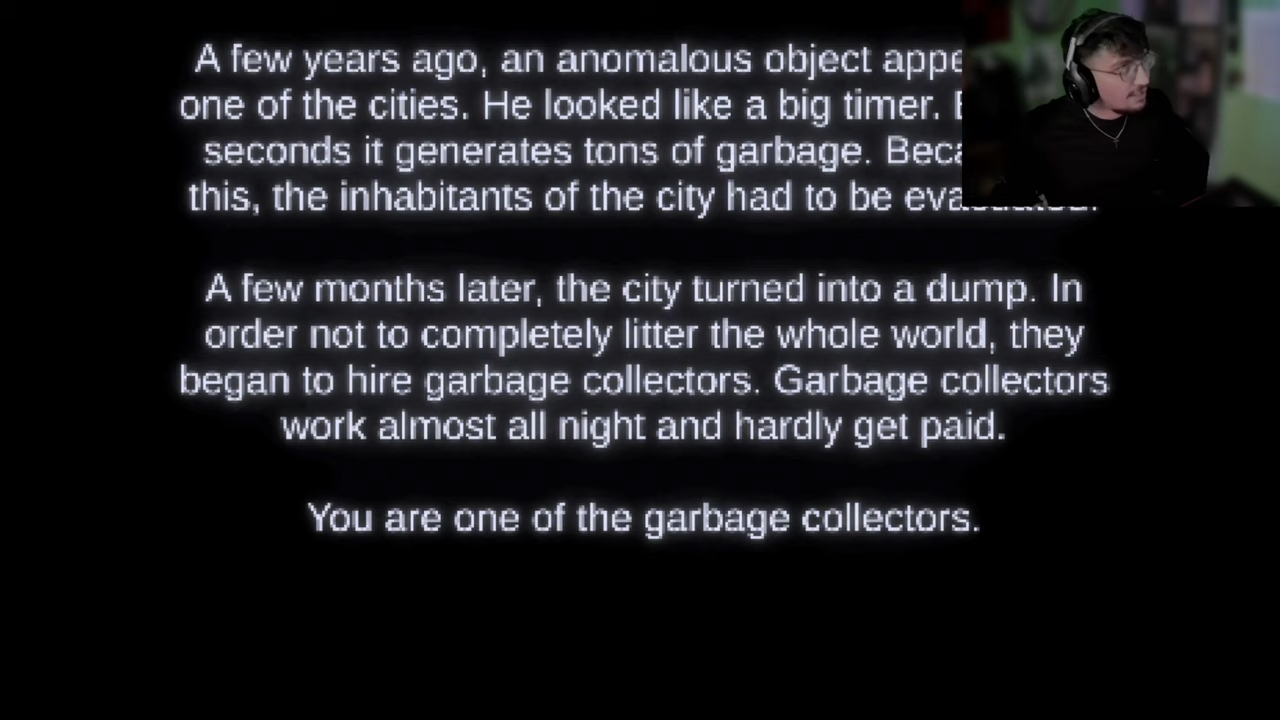 A few years ago, an anomalous object
one of the cities. He looked like a big timer.
seconds it generates tons of garbage.
this, the inhabitants of the city had to be
A few months later, the city turned into a dump. In
order not to completely litter the whole world, they
began to hire garbage collectors. Garbage collectors
work almost all night and hardly get paid.
You are one of the garbage collectors.